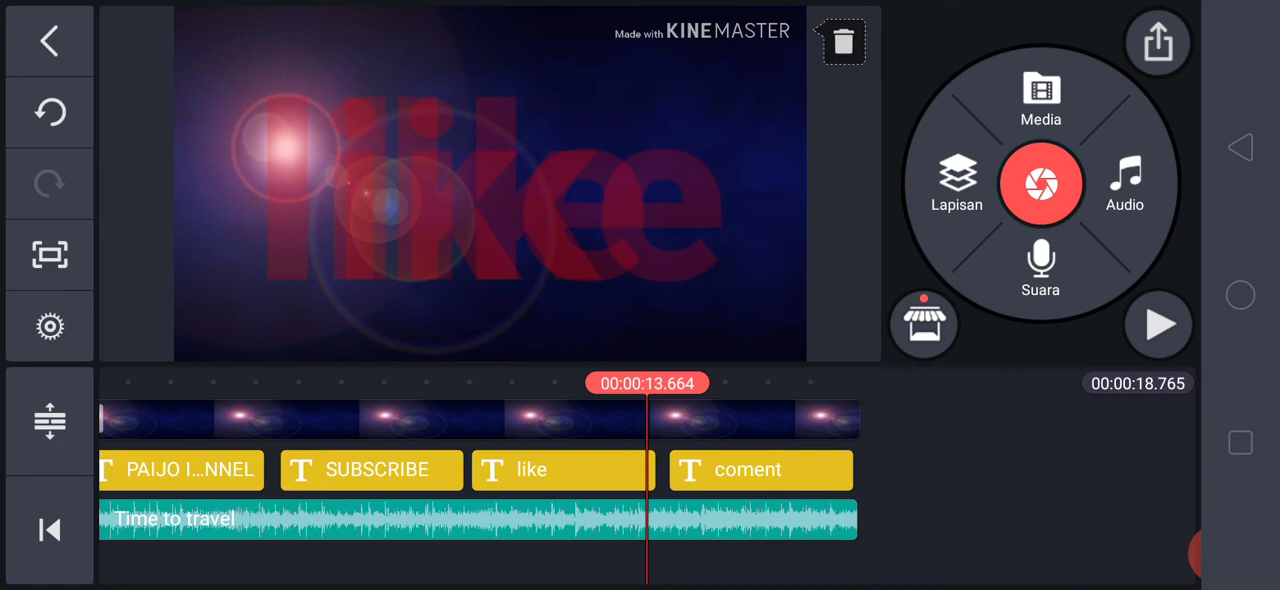 Made with KINEMASTER
like
Media
Lapisan
Audio
Suara
00:00:13.664
00:00:18.765
PAIJO I...NNEL
SUBSCRIBE
like
coment
Time to travel